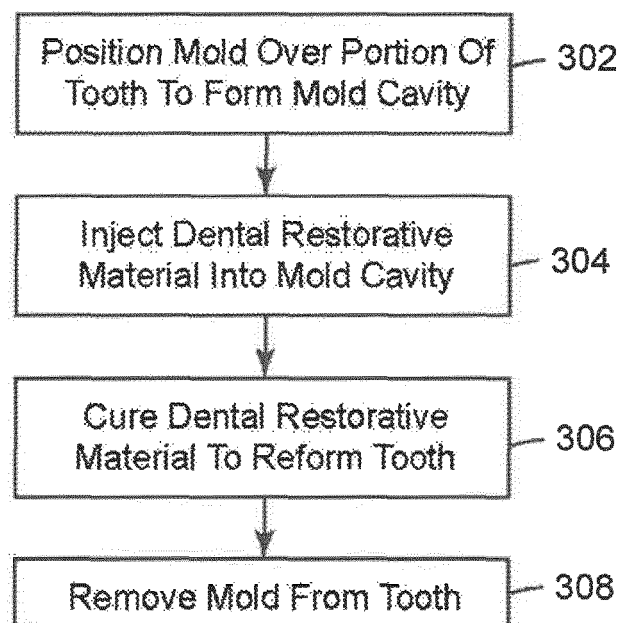 Position Mold Over Portion Of
Tooth To Form Mold Cavity
302
Inject Dental Restorative
Material Into Mold Cavity
304
Cure Dental Restorative
Material To Reform Tooth
306
Remove Mold From Tooth
308